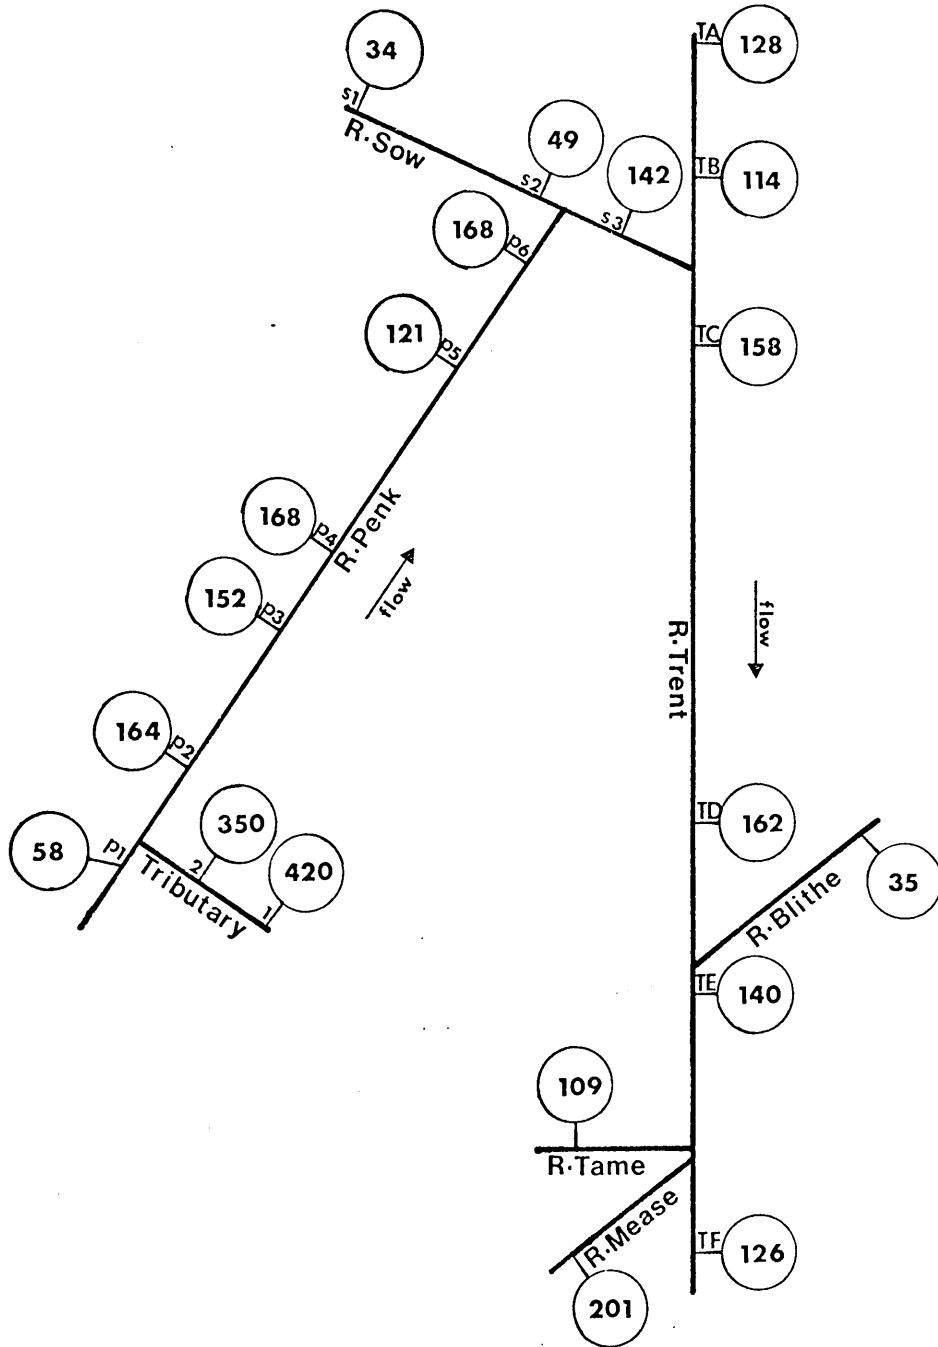 TA
128
34
s1
R.Sow
49
s2
142
s3
TB
114
168
p6
121
p5
TC
158
168
p4
R.Penk
flow
152
p3
flow
R.Trent
164
p2
58
p1
350
2
420
1
Tributary
TD
162
35
R.Blithe
TE
140
109
R.Tame
R.Mease
201
TF
126